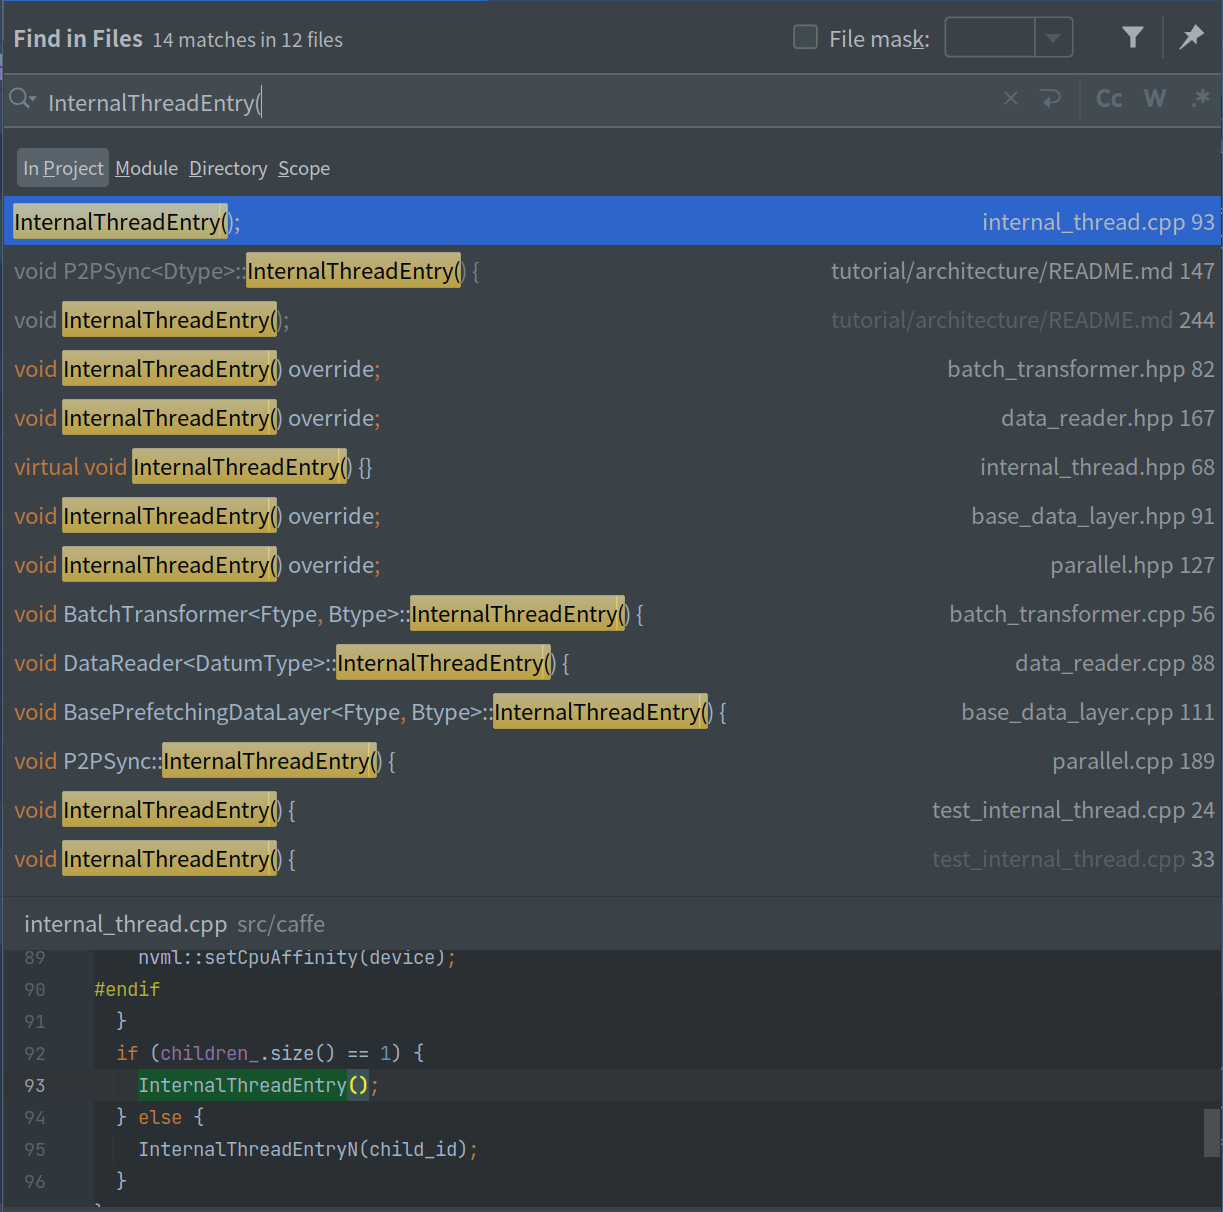 Find in Files 14 matches in 12 files File mask:
InternalThreadEntry( Cc W .*
In Project Module Directory Scope
InternalThreadEntry(); internal_thread.cpp 93
void P2PSync<Dtype>::InternalThreadEntry() { tutorial/architecture/README.md 147
void InternalThreadEntry(); tutorial/architecture/README.md 244
void InternalThreadEntry() override; batch_transformer.hpp 82
void InternalThreadEntry() override; data_reader.hpp 167
virtual void InternalThreadEntry() {} internal_thread.hpp 68
void InternalThreadEntry() override; base_data_layer.hpp 91
void InternalThreadEntry() override; parallel.hpp 127
void BatchTransformer<Ftype, Btype>::InternalThreadEntry() { batch_transformer.cpp 56
void DataReader<DatumType>::InternalThreadEntry() { data_reader.cpp 88
void BasePrefetchingDataLayer<Ftype, Btype>::InternalThreadEntry() { base_data_layer.cpp 111
void P2PSync::InternalThreadEntry() { parallel.cpp 189
void InternalThreadEntry() { test_internal_thread.cpp 24
void InternalThreadEntry() { test_internal_thread.cpp 33
internal_thread.cpp src/caffe
89 nvml::setCpuAffinity(device);
90 #endif
91 }
92 if (children_.size() == 1) {
93 InternalThreadEntry();
94 } else {
95 InternalThreadEntryN(child_id);
96 }